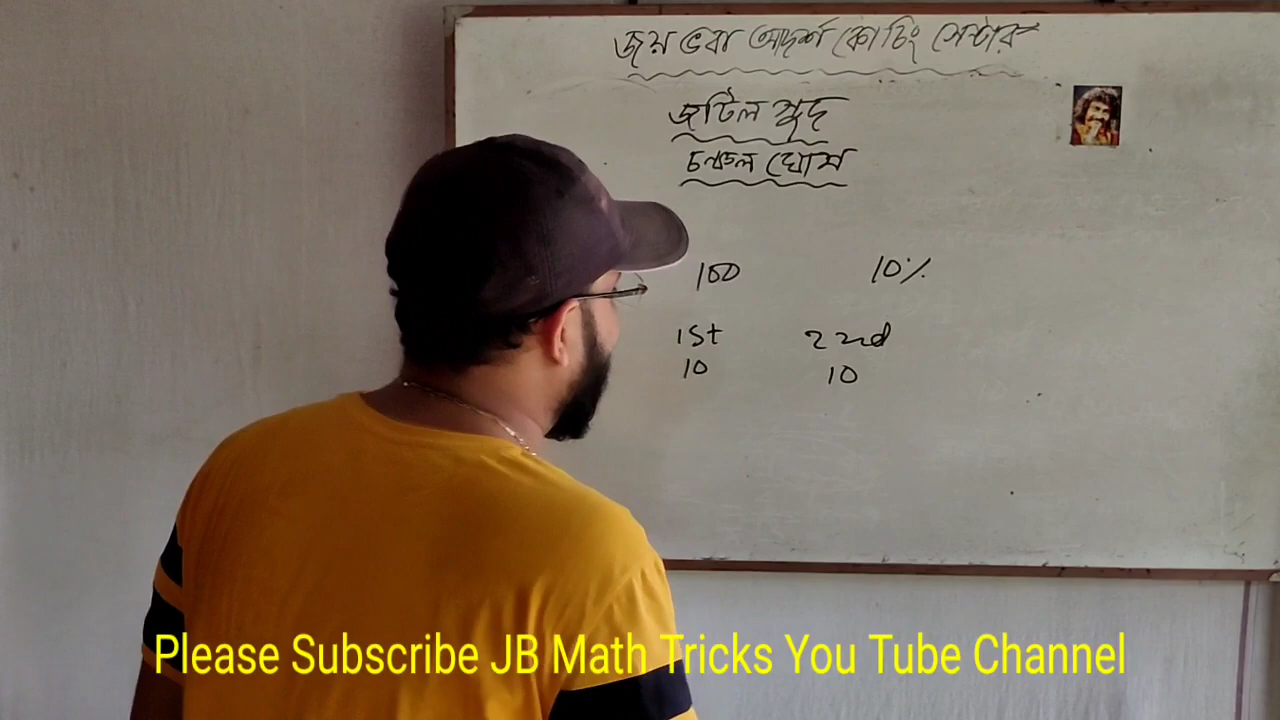 জয় ভবা আদর্শ কোচিং সেন্টার
জটিল সুদ
চঞ্চল ঘোষ
100 10%
1st 2nd
10 10
Please Subscribe JB Math Tricks You Tube Channel